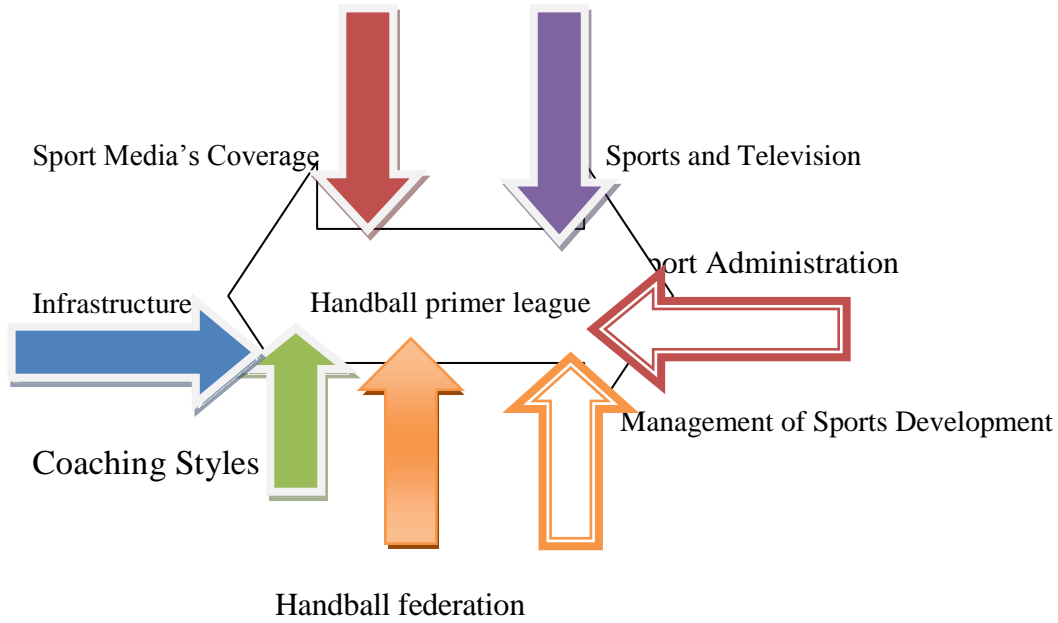 Sport Media’s Coverage
Sports and Television
port Administration
Infrastructure
Handball primer league
Management of Sports Development
Coaching Styles
Handball federation